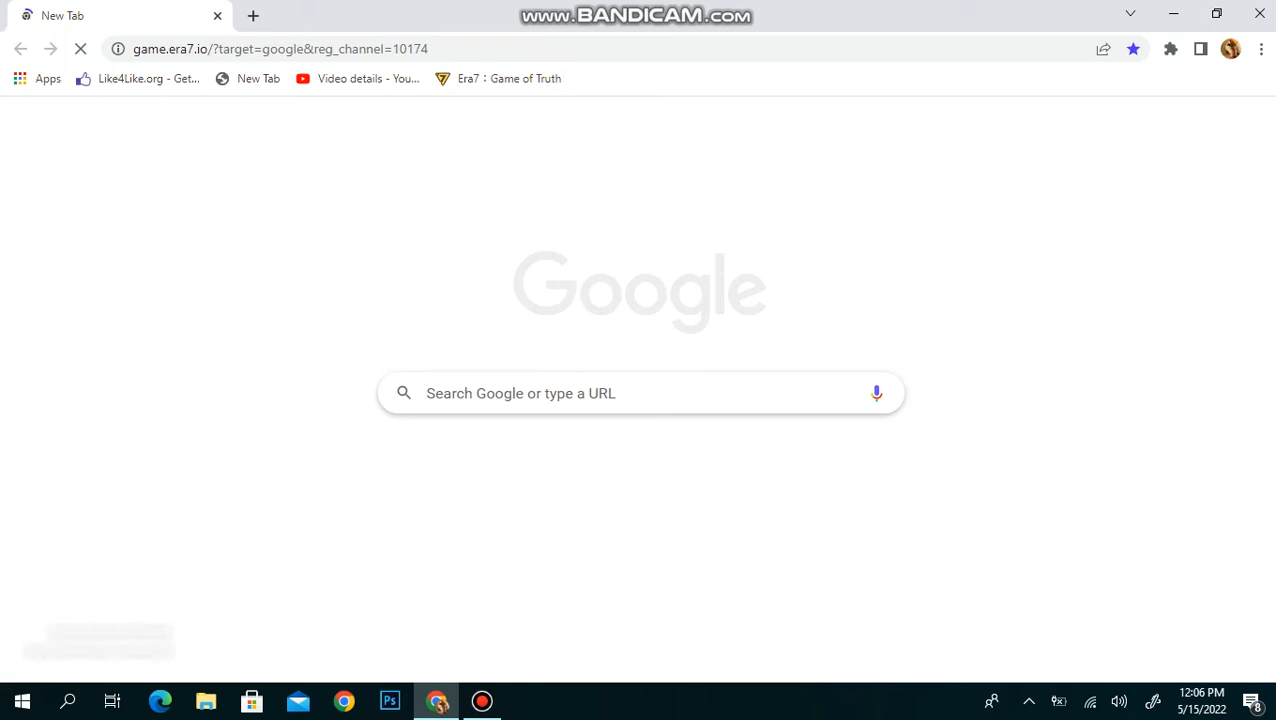 New Tab
www.BANDICAM.com
game.era7.io/?target=google&reg_channel=10174
Apps
Like4Like.org - Get...
New Tab
Video details - You...
Era7：Game of Truth
Google
Search Google or type a URL
Ps
12:06 PM
5/15/2022
8